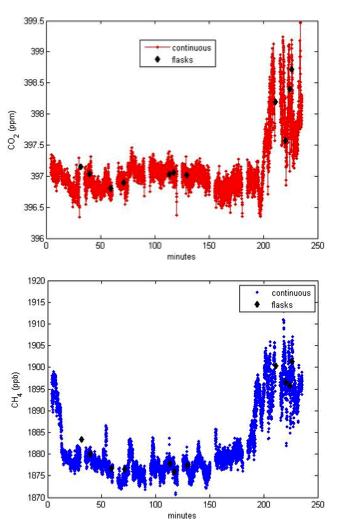 399.5
399
398.5
398
397.5
397
396.5
396
CO2 (ppm)
continuous
flasks
0 50 100 150 200 250
minutes
1920
1915
1910
1905
1900
1895
1890
1885
1880
1875
1870
CH4 (ppb)
continuous
flasks
0 50 100 150 200 250
minutes